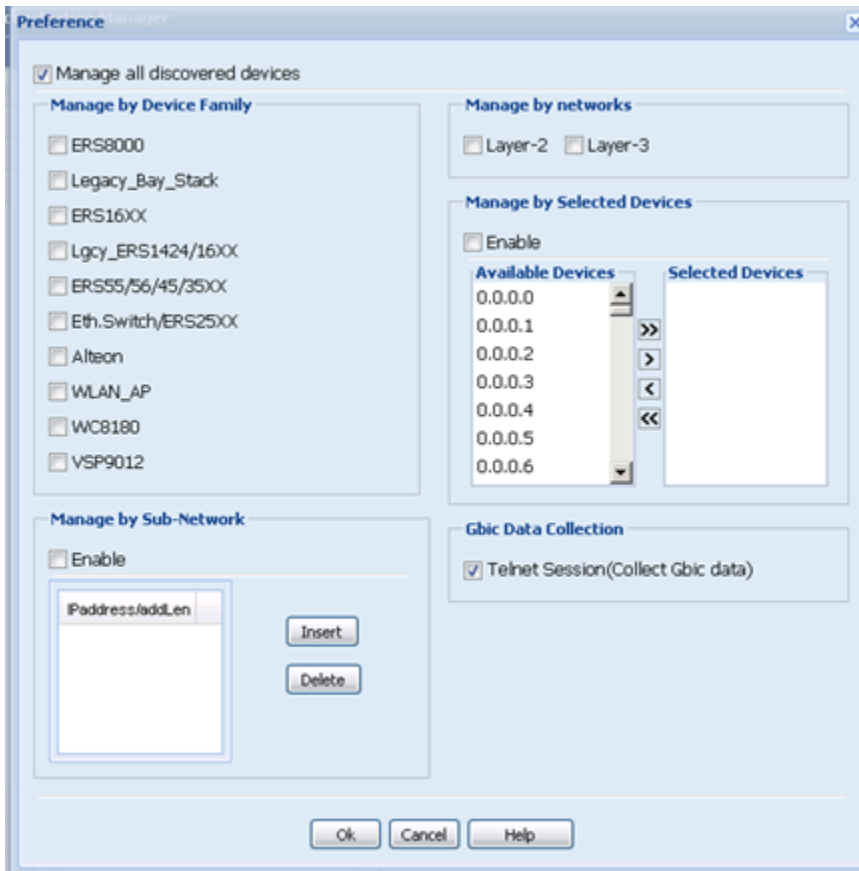 Preference
Manage all discovered devices
Manage by Device Family
ERS8000
Legacy_Bay_Stack
ERS16XX
Lgcy_ERS1424/16XX
ERS55/56/45/35XX
Eth.Switch/ERS25XX
Alteon
WLAN_AP
WC8180
VSP9012
Manage by networks
Layer-2 Layer-3
Manage by Selected Devices
Enable
Available Devices Selected Devices
0.0.0.0
0.0.0.1
0.0.0.2
0.0.0.3
0.0.0.4
0.0.0.5
0.0.0.6
>>
>
<
<<
Manage by Sub-Network
Enable
IPaddress/addLen
Insert
Delete
Gbic Data Collection
Telnet Session(Collect Gbic data)
Ok Cancel Help